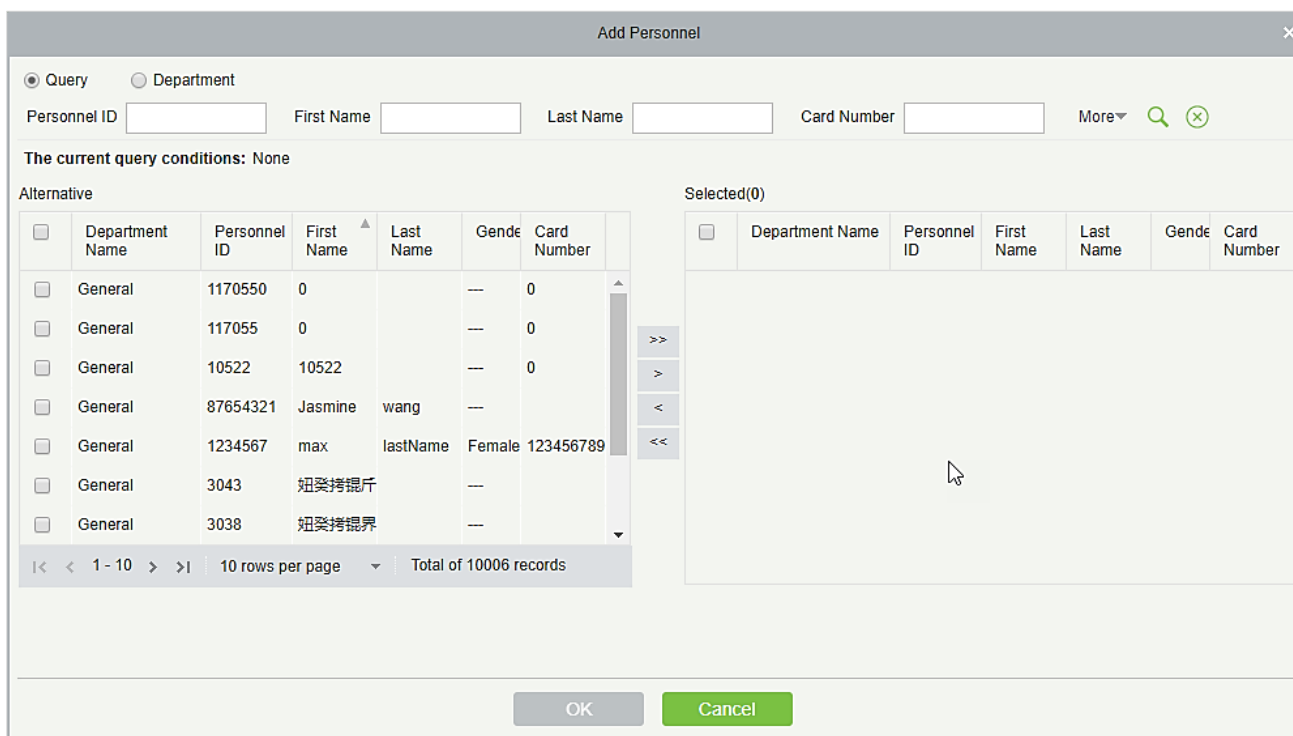 Add Personnel ×
Query Department
Personnel ID First Name Last Name Card Number More
The current query conditions: None
Alternative Selected(0)
Department Name Personnel ID First Name Last Name Gende Card Number Department Name Personnel ID First Name Last Name Gende Card Number
General 1170550 0 --- 0
General 117055 0 --- 0
>>
General 10522 10522 --- 0
>
General 87654321 Jasmine wang ---
<
General 1234567 max lastName Female 123456789
<<
General 3043 妞癸拷锟斤 ---
General 3038 妞癸拷锟界 ---
|< < 1 - 10 > >| 10 rows per page Total of 10006 records
OK Cancel